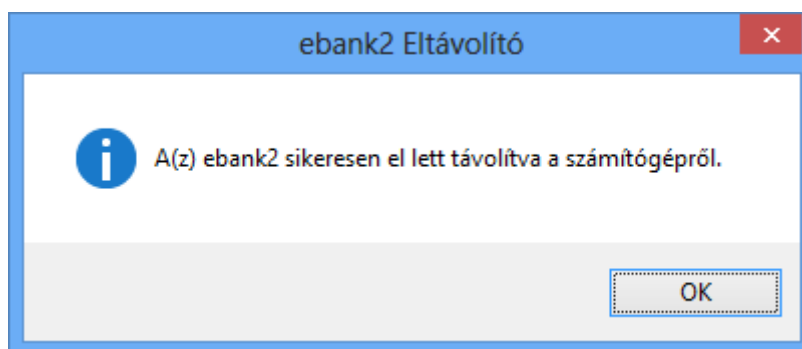 ebank2 Eltávolító
A(z) ebank2 sikeresen el lett távolítva a számítógépről.
OK